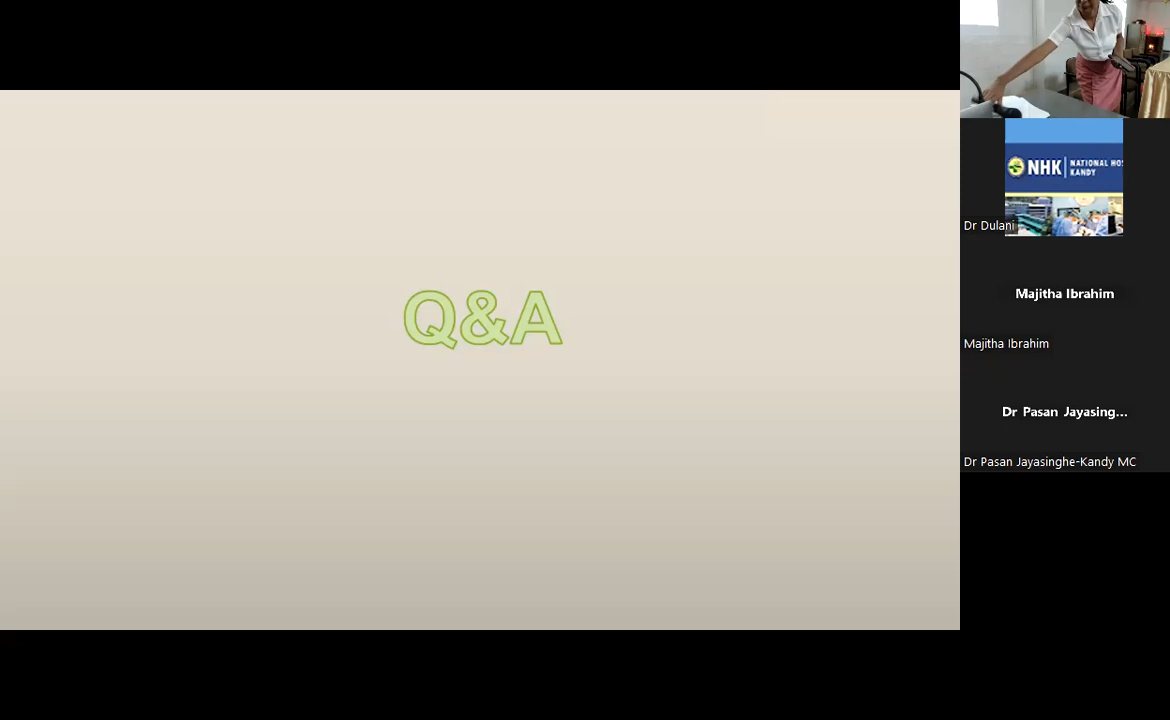 Q&A
NHK
NATIONAL HOS
KANDY
Dr Dulani
Majitha Ibrahim
Majitha Ibrahim
Dr Pasan Jayasing...
Dr Pasan Jayasinghe-Kandy MC